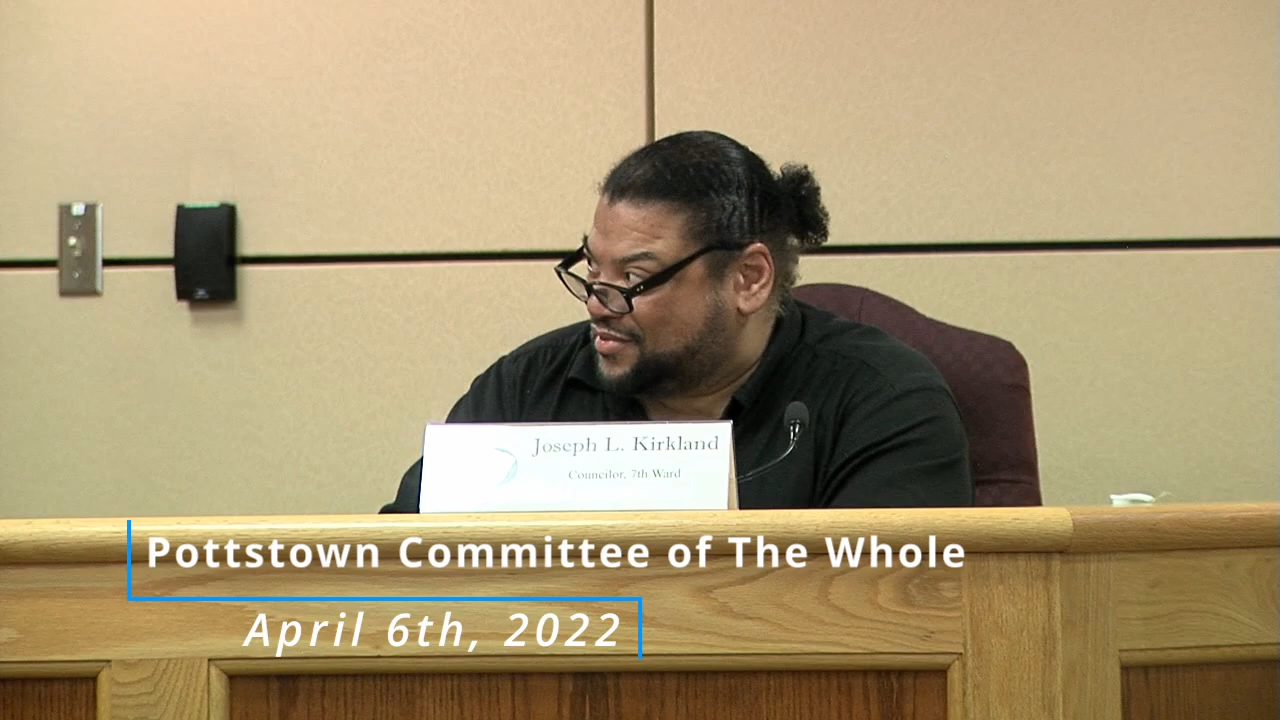 Joseph L. Kirkland
Councilor, 7th Ward
Pottstown Committee of The Whole
April 6th, 2022